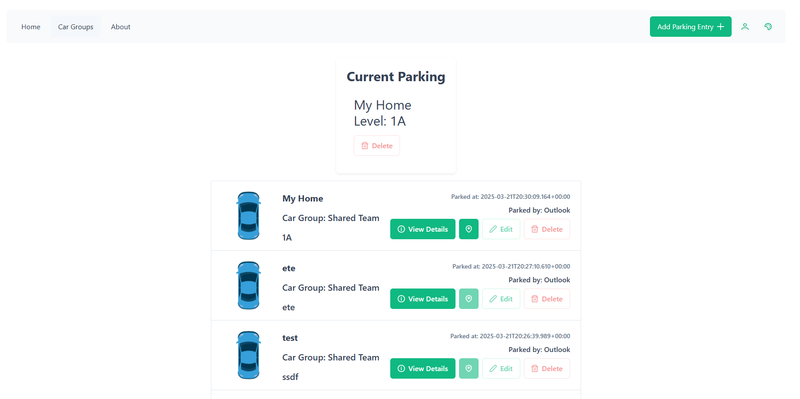 Home
Car Groups
About
Add Parking Entry
Current Parking
My Home
Level: 1A
Delete
My Home
Parked at: 2025-03-21T20:30:09.164+00:00
Parked by: Outlook
Car Group: Shared Team
1A
View Details
Edit
Delete
ete
Parked at: 2025-03-21T20:27:10.610+00:00
Parked by: Outlook
Car Group: Shared Team
ete
View Details
Edit
Delete
test
Parked at: 2025-03-21T20:26:39.989+00:00
Parked by: Outlook
Car Group: Shared Team
ssdf
View Details
Edit
Delete